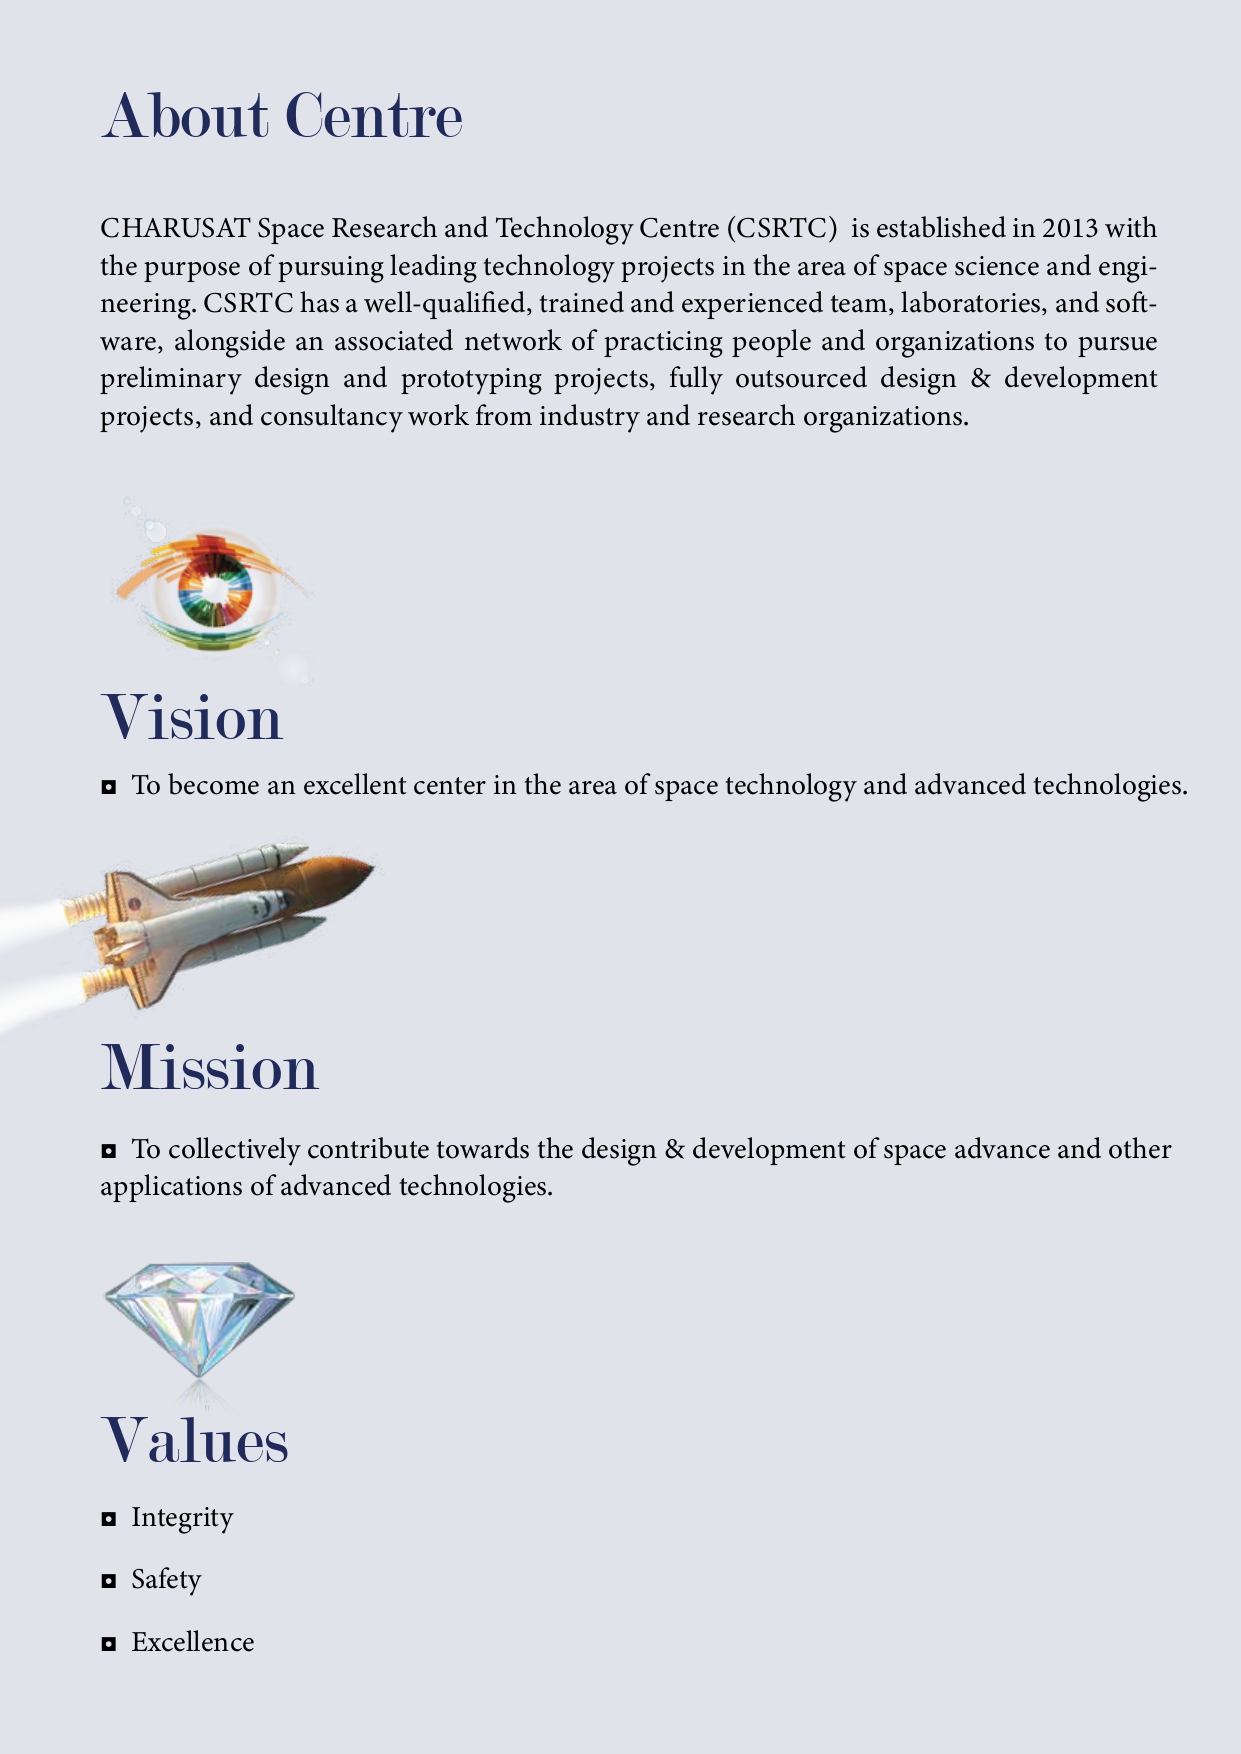 About Centre
CHARUSAT Space Research and Technology Centre (CSRTC)  is established in 2013 with
the purpose of pursuing leading technology projects in the area of space science and engi-
neering. CSRTC has a well-qualified, trained and experienced team, laboratories, and soft-
ware, alongside an associated network of practicing people and organizations to pursue
preliminary design and prototyping projects, fully outsourced design & development
projects, and consultancy work from industry and research organizations.
Vision
◘ To become an excellent center in the area of space technology and advanced technologies.
Mission
◘ To collectively contribute towards the design & development of space advance and other
applications of advanced technologies.
Values
◘ Integrity
◘ Safety
◘ Excellence